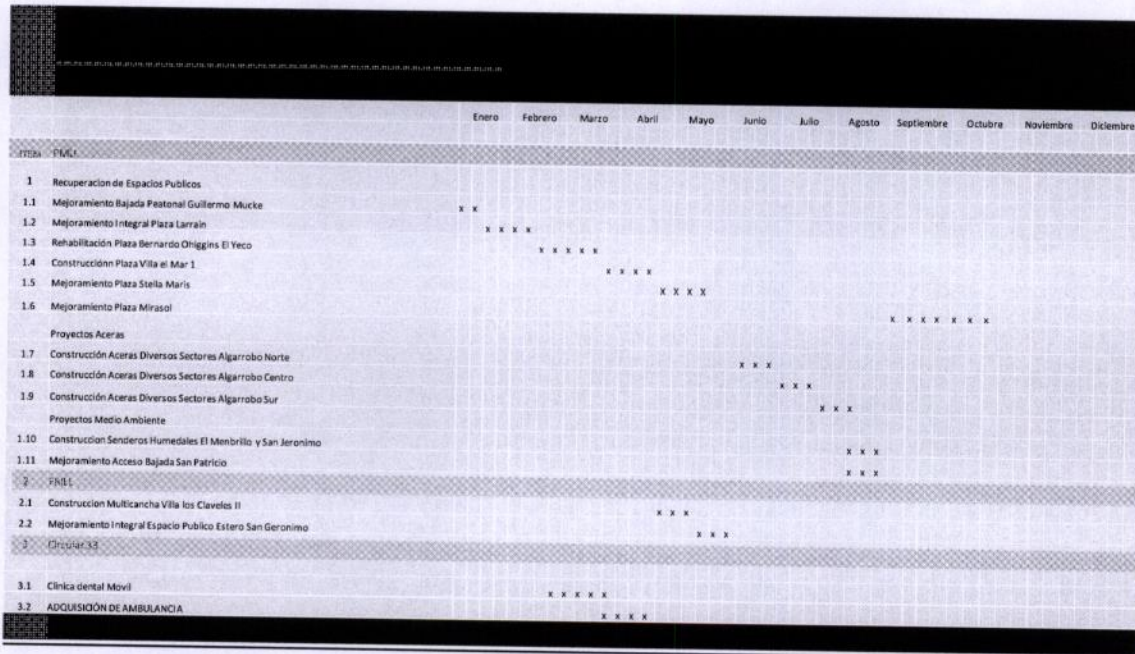 Enero Febrero Marzo Abril Mayo Junio Julio Agosto Septiembre Octubre Noviembre Diciembre
ITEM
1 Recuperacion de Espacios Publicos
1.1 Mejoramiento Bajada Peatonal Guillermo Mucke x x
1.2 Mejoramiento Integral Plaza Larrain x x x x
1.3 Rehabilitación Plaza Bernardo Ohiggins El Yeco x x x x x
1.4 Construcciónn Plaza Villa el Mar 1 x x x x
1.5 Mejoramiento Plaza Stella Maris x x x x
1.6 Mejoramiento Plaza Mirasol x x x x x x x
Proyectos Aceras
1.7 Construcción Aceras Diversos Sectores Algarrobo Norte x x x
1.8 Construcción Aceras Diversos Sectores Algarrobo Centro x x x
1.9 Construcción Aceras Diversos Sectores Algarrobo Sur x x x
Proyectos Medio Ambiente
1.10 Construccion Senderos Humedales El Menbrillo y San Jeronimo x x x
1.11 Mejoramiento Acceso Bajada San Patricio x x x
2 FRIL
2.1 Construccion Multicancha Villa los Claveles II x x x
2.2 Mejoramiento Integral Espacio Publico Estero San Geronimo x x x
3 Circular 33
3.1 Clinica dental Movil x x x x x
3.2 ADQUISICIÓN DE AMBULANCIA x x x x